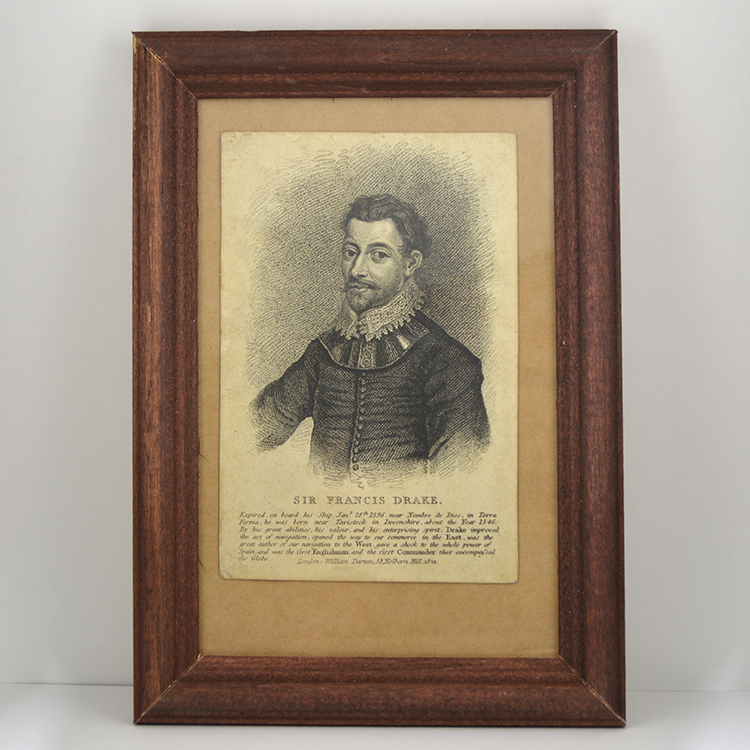 SIR FRANCIS DRAKE.
Expired on board his Ship, Jany. 28th. 1596, near Nombre de Dios, in Terra
Firma; he was born near Tavistock in Devonshire, about the Year 1546.
By his great abilities, his valour, and his enterprising spirit, Drake improved
the art of navigation, opened the way to our commerce in the East, was the
great author of our navigation to the West, gave a shock to the whole power of
Spain, and was the first Englishman and the first Commander that encompassed
the Globe.
London: William Darton; 58, Holborn Hill.